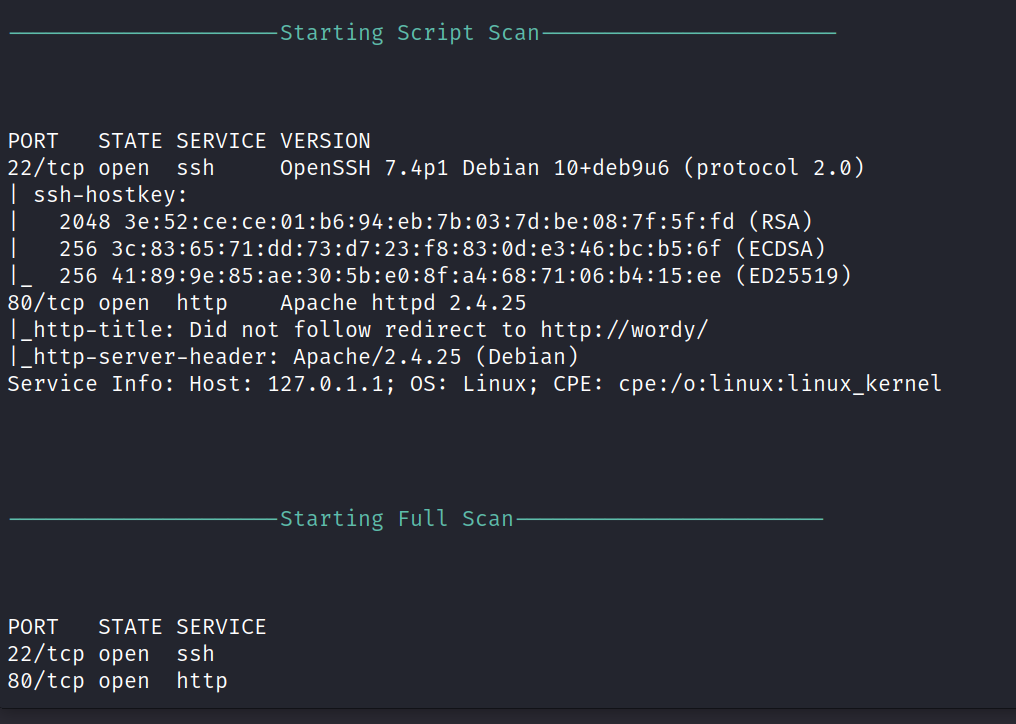 ---------------------Starting Script Scan-----------------------
PORT   STATE SERVICE VERSION
22/tcp open  ssh     OpenSSH 7.4p1 Debian 10+deb9u6 (protocol 2.0)
| ssh-hostkey:
|   2048 3e:52:ce:ce:01:b6:94:eb:7b:03:7d:be:08:7f:5f:fd (RSA)
|   256 3c:83:65:71:dd:73:d7:23:f8:83:0d:e3:46:bc:b5:6f (ECDSA)
|_  256 41:89:9e:85:ae:30:5b:e0:8f:a4:68:71:06:b4:15:ee (ED25519)
80/tcp open  http    Apache httpd 2.4.25
|_http-title: Did not follow redirect to http://wordy/
|_http-server-header: Apache/2.4.25 (Debian)
Service Info: Host: 127.0.1.1; OS: Linux; CPE: cpe:/o:linux:linux_kernel
---------------------Starting Full Scan------------------------
PORT   STATE SERVICE
22/tcp open  ssh
80/tcp open  http